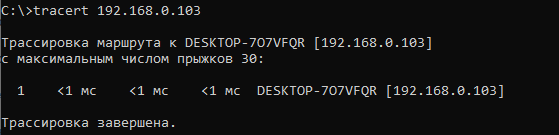 C:\>tracert 192.168.0.103
Трассировка маршрута к DESKTOP-7O7VFQR [192.168.0.103]
с максимальным числом прыжков 30:
1 <1 мс <1 мс <1 мс DESKTOP-7O7VFQR [192.168.0.103]
Трассировка завершена.